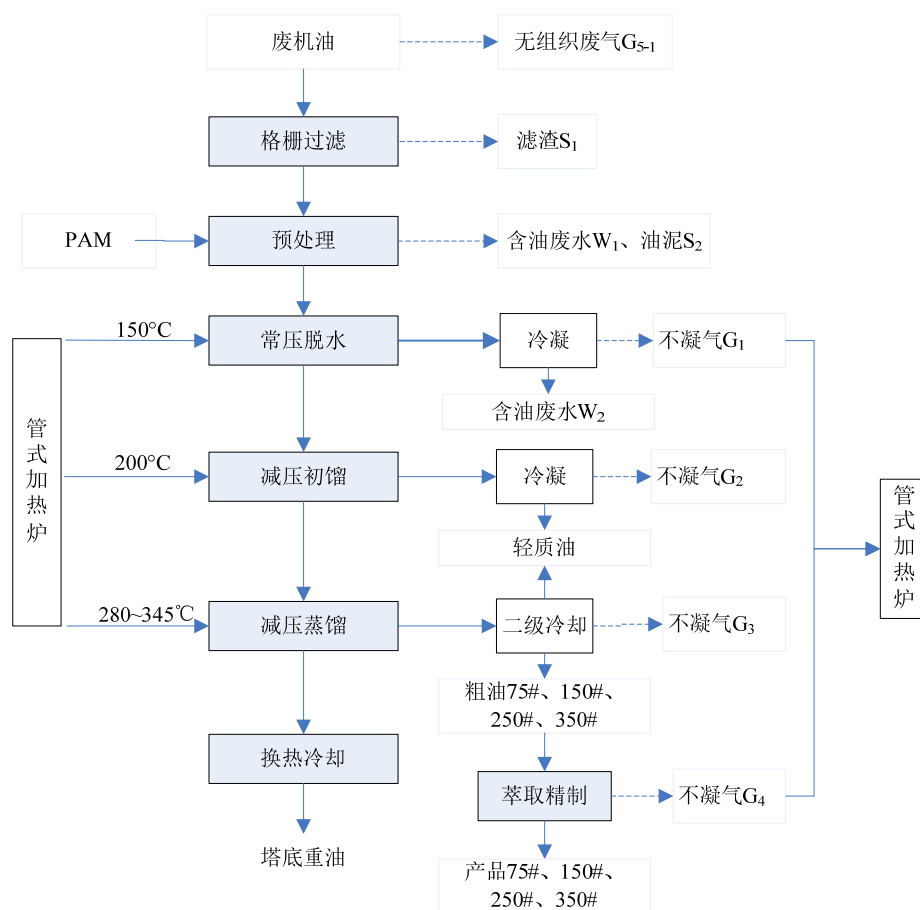 废机油
无组织废气G5-1
格栅过滤
滤渣S1
PAM
预处理
含油废水W1、油泥S2
150°C
常压脱水
冷凝
不凝气G1
含油废水W2
管式加热炉
200°C
减压初馏
冷凝
不凝气G2
管式加热炉
轻质油
280~345℃
减压蒸馏
二级冷却
不凝气G3
粗油75#、150#、
250#、350#
换热冷却
萃取精制
不凝气G4
塔底重油
产品75#、150#、
250#、350#